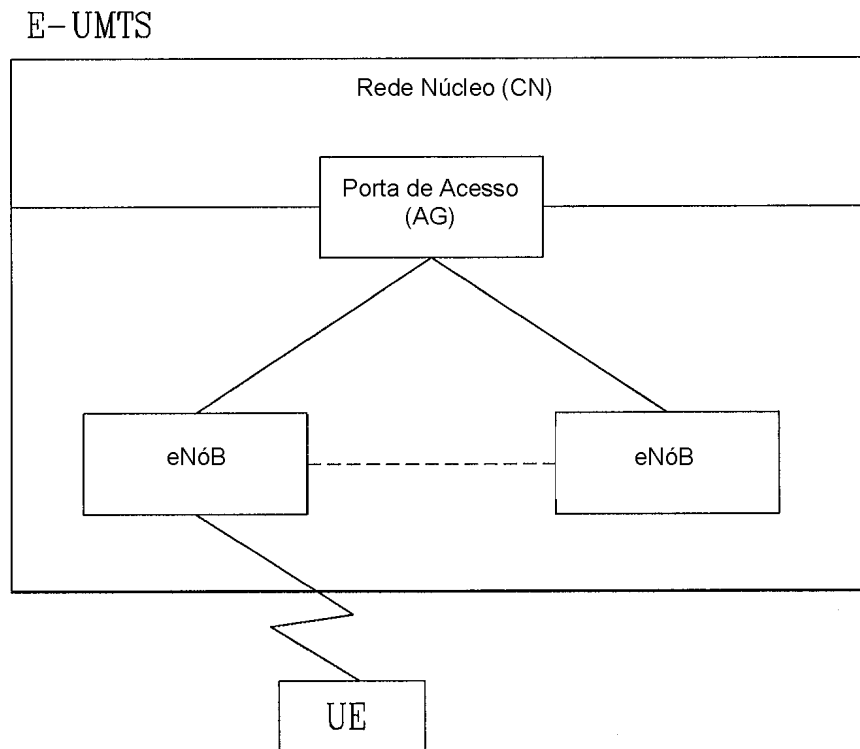 E-UMTS
Rede Núcleo (CN)
Porta de Acesso
(AG)
eNóB
eNóB
UE